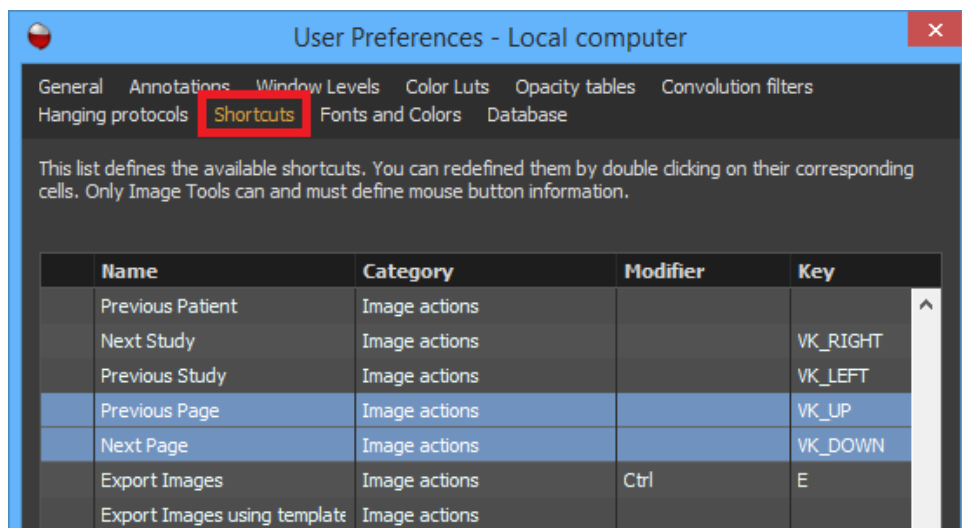 User Preferences - Local computer
General Annotations Window Levels Color Luts Opacity tables Convolution filters
Hanging protocols Shortcuts Fonts and Colors Database
This list defines the available shortcuts. You can redefined them by double clicking on their corresponding
cells. Only Image Tools can and must define mouse button information.
Name Category Modifier Key
Previous Patient Image actions
Next Study Image actions VK_RIGHT
Previous Study Image actions VK_LEFT
Previous Page Image actions VK_UP
Next Page Image actions VK_DOWN
Export Images Image actions Ctrl E
Export Images using template Image actions